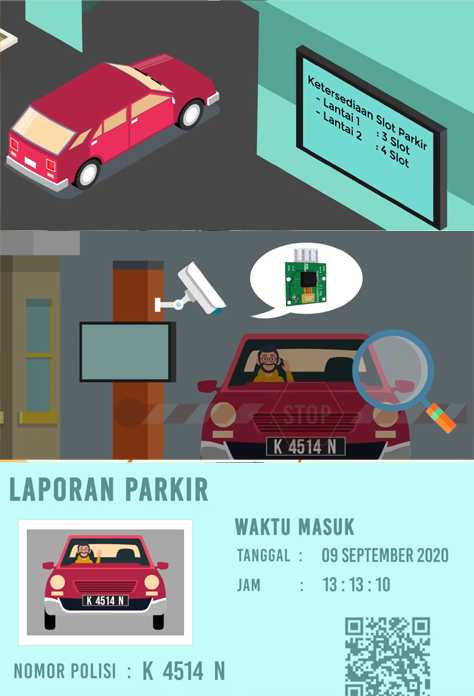 Ketersediaan Slot Parkir
- Lantai 1 : 3 Slot
- Lantai 2 : 4 Slot
STOP
K 4514 N
LAPORAN PARKIR
WAKTU MASUK
TANGGAL : 09 SEPTEMBER 2020
JAM : 13 : 13 : 10
K 4514 N
NOMOR POLISI : K 4514 N